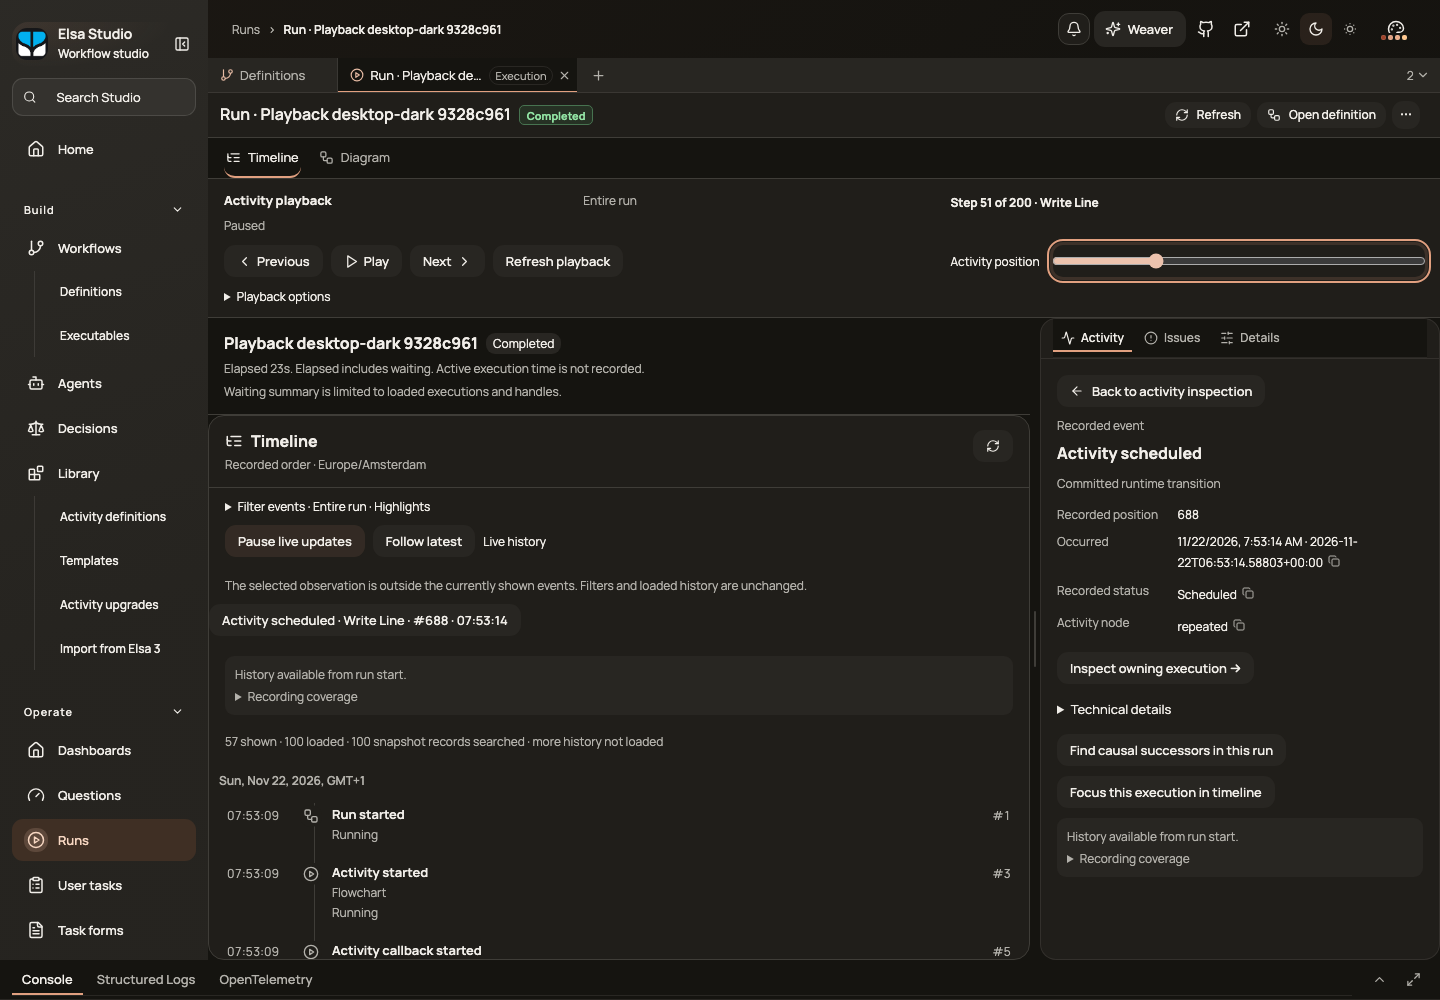 Elsa Studio
Workflow studio
Search Studio
Home
Build
Workflows
Definitions
Executables
Agents
Decisions
Library
Activity definitions
Templates
Activity upgrades
Import from Elsa 3
Operate
Dashboards
Questions
Runs
User tasks
Task forms
Runs › Run · Playback desktop-dark 9328c961
Weaver
Definitions
Run · Playback de... Execution
2
Run · Playback desktop-dark 9328c961 Completed
Refresh
Open definition
Timeline
Diagram
Activity playback
Entire run
Paused
Previous
Play
Next
Refresh playback
Playback options
Step 51 of 200 · Write Line
Activity position
Playback desktop-dark 9328c961 Completed
Elapsed 23s. Elapsed includes waiting. Active execution time is not recorded.
Waiting summary is limited to loaded executions and handles.
Timeline
Recorded order · Europe/Amsterdam
Filter events · Entire run · Highlights
Pause live updates
Follow latest
Live history
The selected observation is outside the currently shown events. Filters and loaded history are unchanged.
Activity scheduled · Write Line · #688 · 07:53:14
History available from run start.
Recording coverage
57 shown · 100 loaded · 100 snapshot records searched · more history not loaded
Sun, Nov 22, 2026, GMT+1
07:53:09 Run started #1
Running
07:53:09 Activity started #3
Flowchart
Running
07:53:09 Activity callback started #5
Activity
Issues
Details
Back to activity inspection
Recorded event
Activity scheduled
Committed runtime transition
Recorded position 688
Occurred 11/22/2026, 7:53:14 AM · 2026-11-
22T06:53:14.58803+00:00
Recorded status Scheduled
Activity node repeated
Inspect owning execution →
Technical details
Find causal successors in this run
Focus this execution in timeline
History available from run start.
Recording coverage
Console
Structured Logs
OpenTelemetry